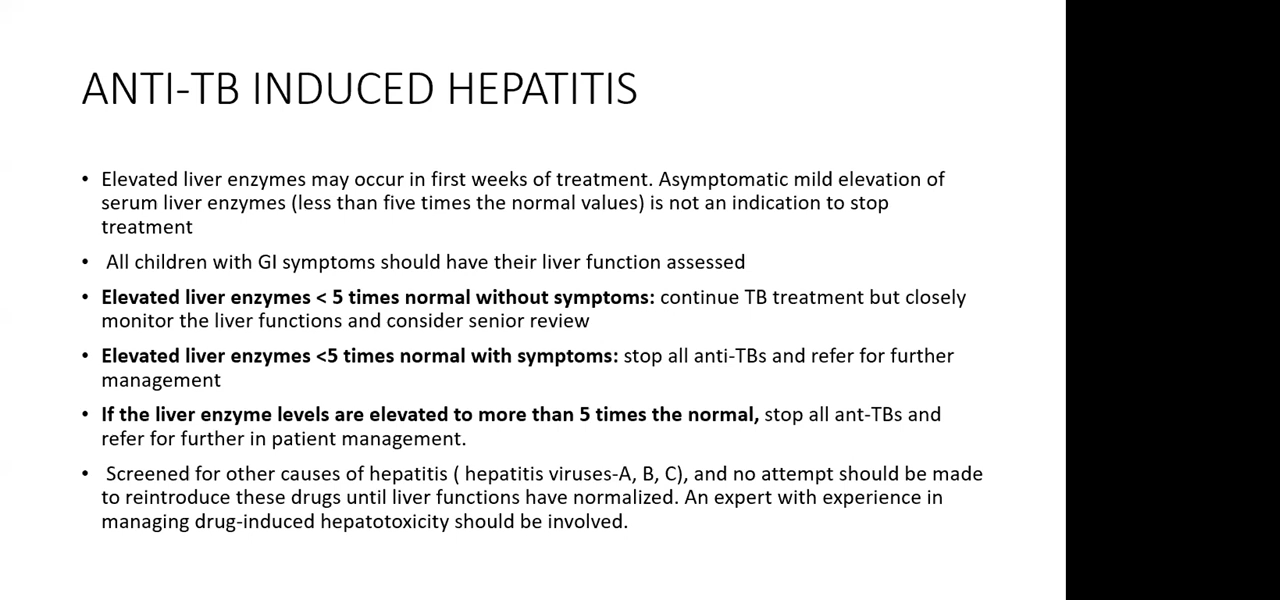 ANTI-TB INDUCED HEPATITIS
• Elevated liver enzymes may occur in first weeks of treatment. Asymptomatic mild elevation of
serum liver enzymes (less than five times the normal values) is not an indication to stop
treatment
• All children with GI symptoms should have their liver function assessed
• Elevated liver enzymes < 5 times normal without symptoms: continue TB treatment but closely
monitor the liver functions and consider senior review
• Elevated liver enzymes <5 times normal with symptoms: stop all anti-TBs and refer for further
management
• If the liver enzyme levels are elevated to more than 5 times the normal, stop all ant-TBs and
refer for further in patient management.
• Screened for other causes of hepatitis ( hepatitis viruses-A, B, C), and no attempt should be made
to reintroduce these drugs until liver functions have normalized. An expert with experience in
managing drug-induced hepatotoxicity should be involved.